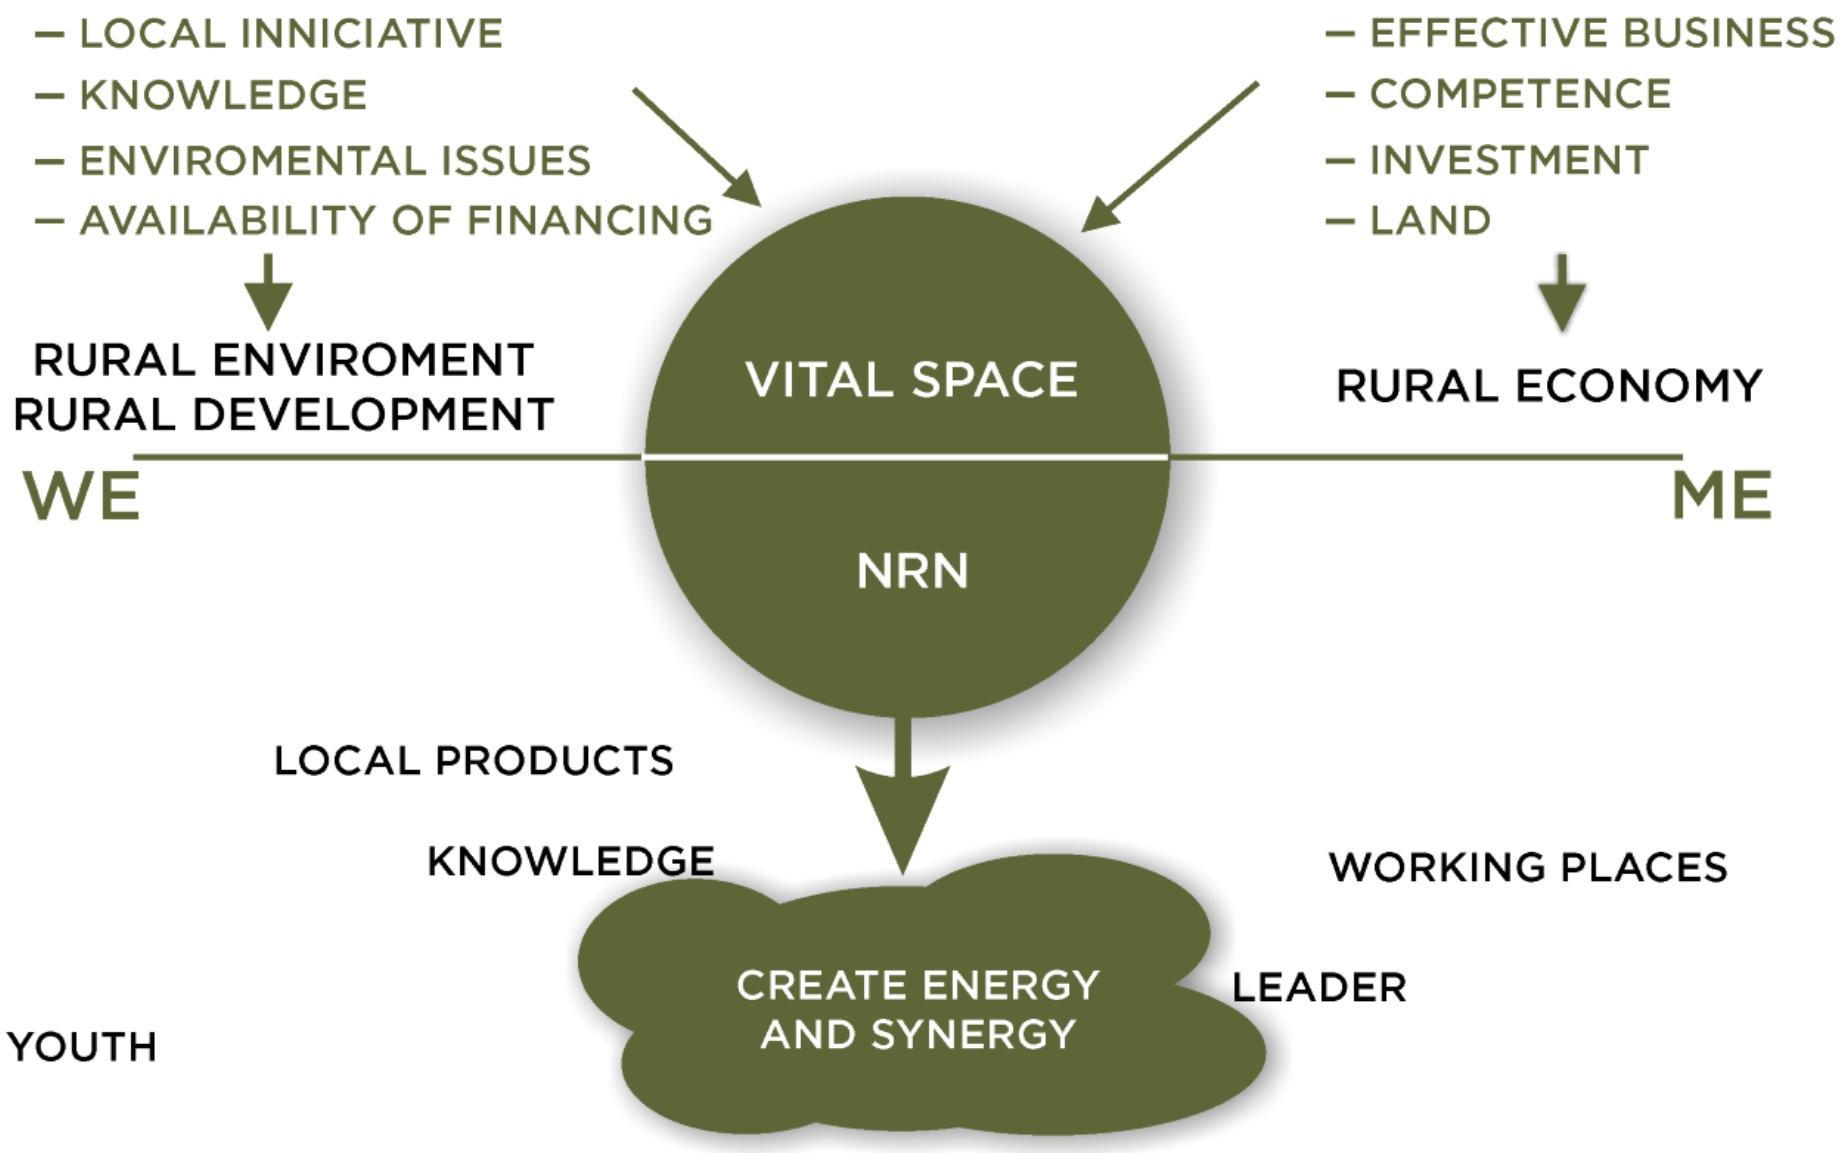 — LOCAL INNICIATIVE
— KNOWLEDGE
— ENVIROMENTAL ISSUES
— AVAILABILITY OF FINANCING
— EFFECTIVE BUSINESS
— COMPETENCE
— INVESTMENT
— LAND
RURAL ENVIROMENT
RURAL DEVELOPMENT
VITAL SPACE
RURAL ECONOMY
WE
ME
NRN
LOCAL PRODUCTS
KNOWLEDGE
WORKING PLACES
CREATE ENERGY
AND SYNERGY
LEADER
YOUTH